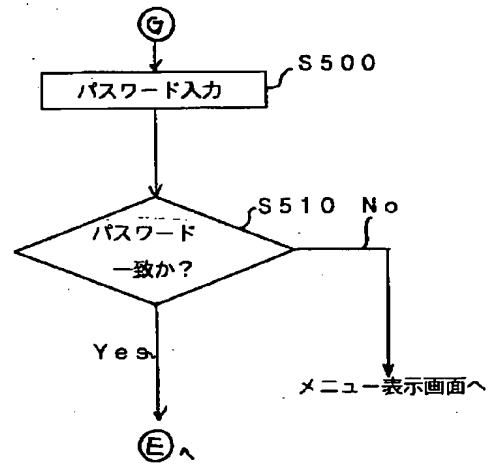 G
S500
パスワード入力
S510 No
パスワード
一致か?
Yes
メニュー表示画面へ
Eへ